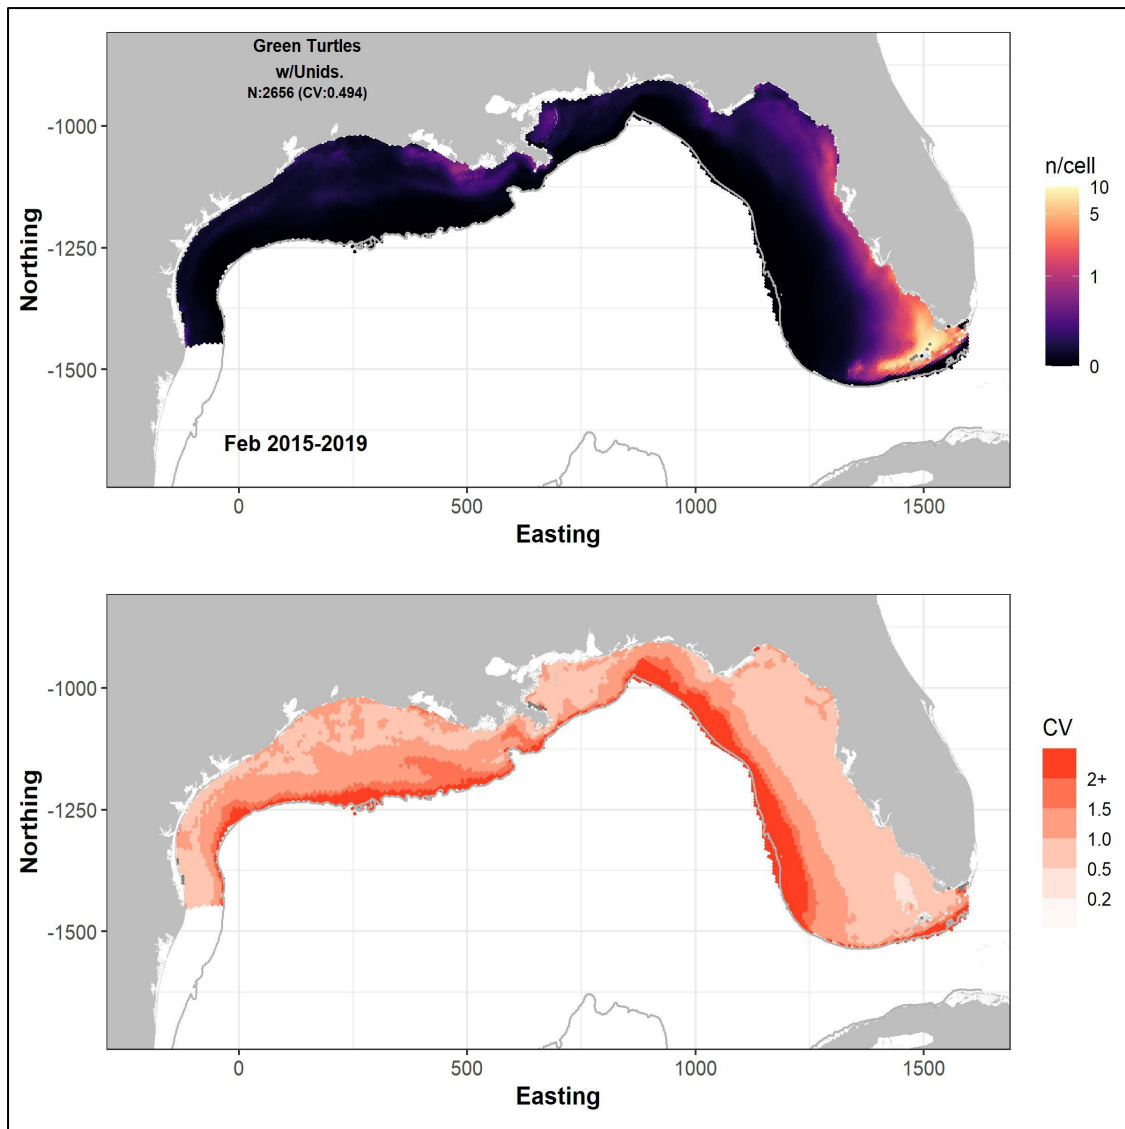 Green Turtles
w/Unids.
N:2656 (CV:0.494)
-1000
-1250
-1500
Northing
Feb 2015-2019
0
500
1000
1500
Easting
n/cell
10
5
1
0
-1000
-1250
-1500
Northing
0
500
1000
1500
Easting
CV
2+
1.5
1.0
0.5
0.2